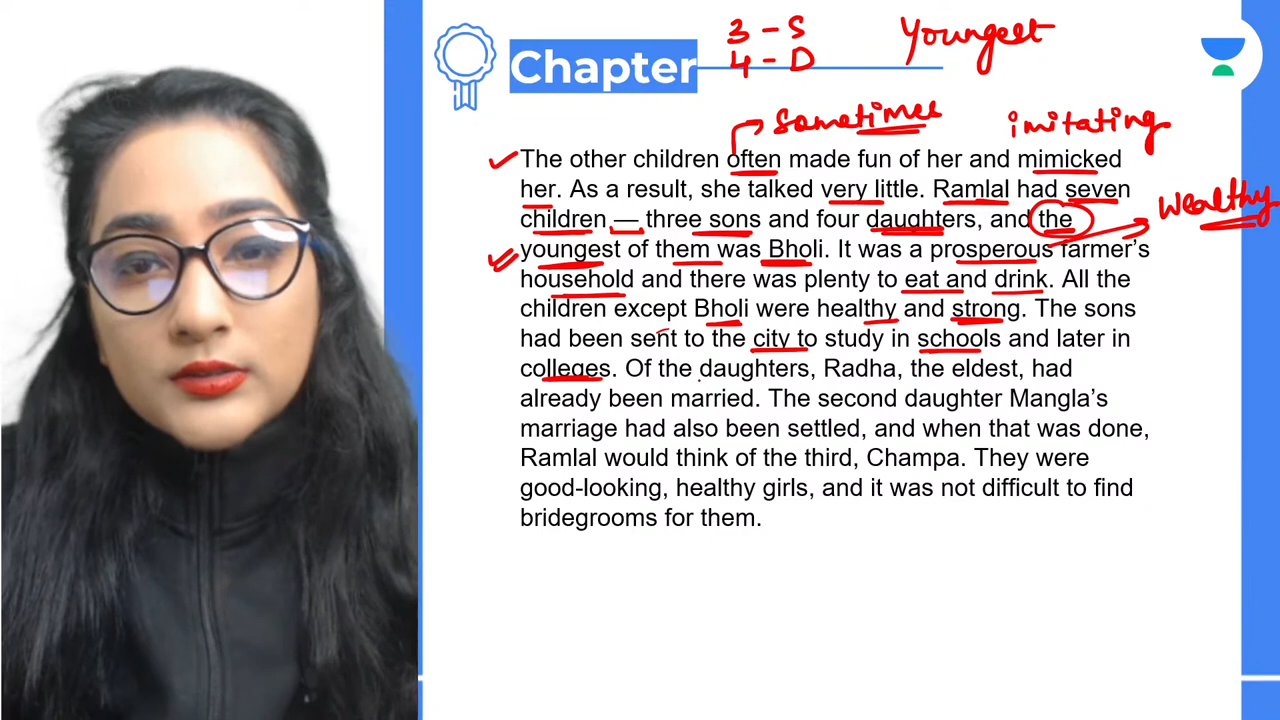 3 - S
4 - D
Youngest
Chapter
Sometimes
imitating
The other children often made fun of her and mimicked
her. As a result, she talked very little. Ramlal had seven
children — three sons and four daughters, and the
Wealthy
youngest of them was Bholi. It was a prosperous farmer's
household and there was plenty to eat and drink. All the
children except Bholi were healthy and strong. The sons
had been sent to the city to study in schools and later in
colleges. Of the daughters, Radha, the eldest, had
already been married. The second daughter Mangla's
marriage had also been settled, and when that was done,
Ramlal would think of the third, Champa. They were
good-looking, healthy girls, and it was not difficult to find
bridegrooms for them.